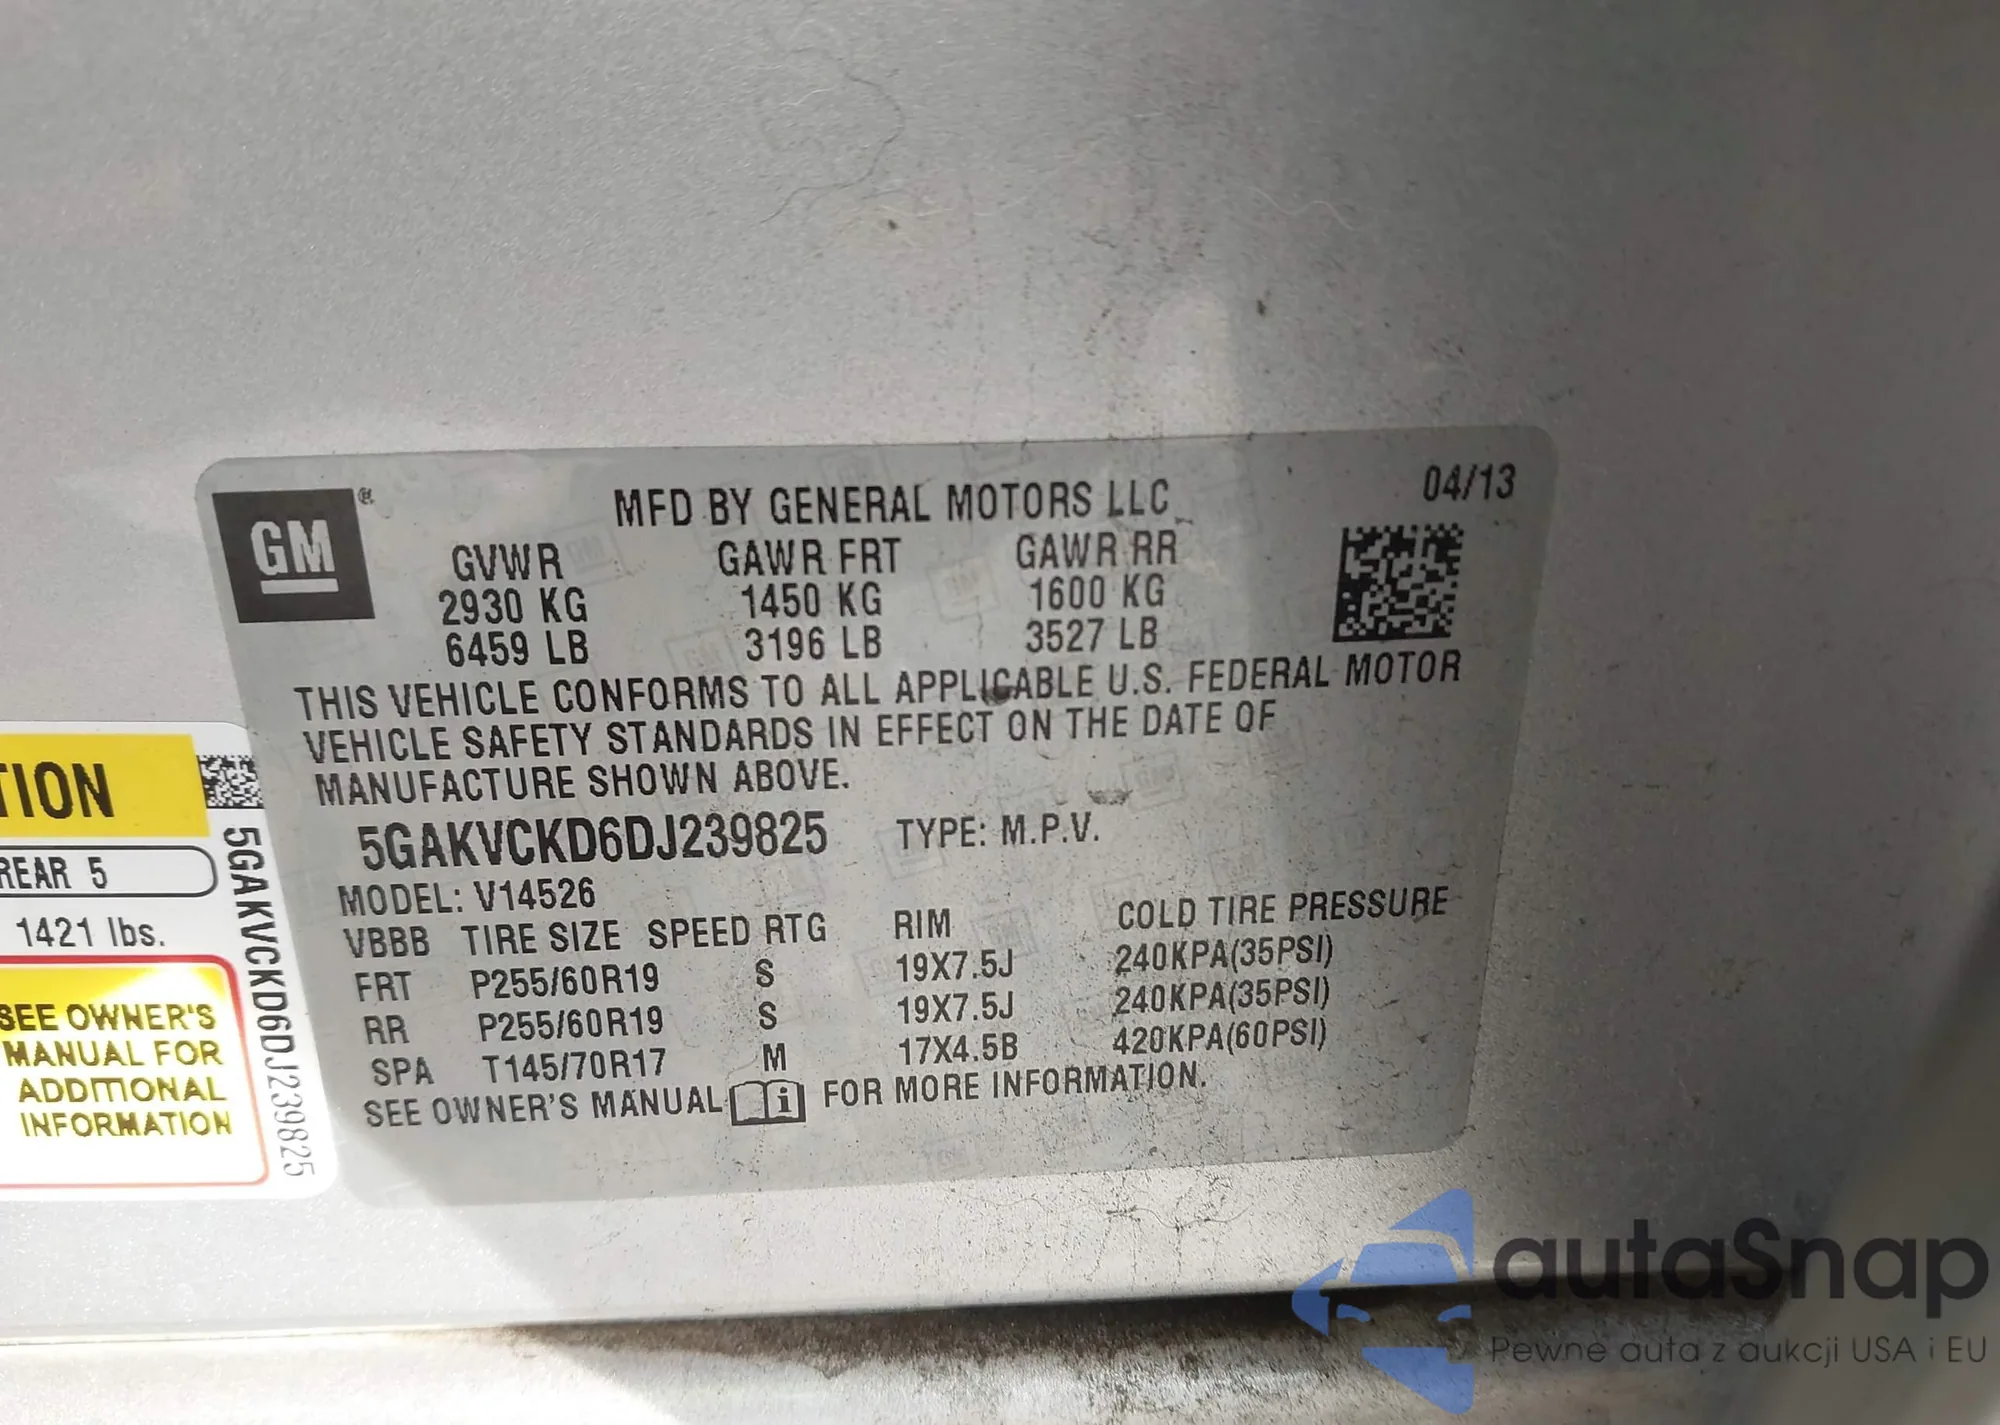 GM ®
MFD BY GENERAL MOTORS LLC 04/13
GVWR GAWR FRT GAWR RR
2930 KG 1450 KG 1600 KG
6459 LB 3196 LB 3527 LB
THIS VEHICLE CONFORMS TO ALL APPLICABLE U.S. FEDERAL MOTOR
VEHICLE SAFETY STANDARDS IN EFFECT ON THE DATE OF
MANUFACTURE SHOWN ABOVE.
5GAKVCKD6DJ239825 TYPE: M.P.V.
MODEL: V14526
VBBB TIRE SIZE SPEED RTG RIM COLD TIRE PRESSURE
FRT P255/60R19 S 19X7.5J 240KPA(35PSI)
RR P255/60R19 S 19X7.5J 240KPA(35PSI)
SPA T145/70R17 M 17X4.5B 420KPA(60PSI)
SEE OWNER'S MANUAL i FOR MORE INFORMATION.
TION
REAR 5
1421 lbs.
SEE OWNER'S
MANUAL FOR
ADDITIONAL
INFORMATION
5GAKVCKD6DJ239825
autaSnap
Pewne auta z aukcji USA i EU